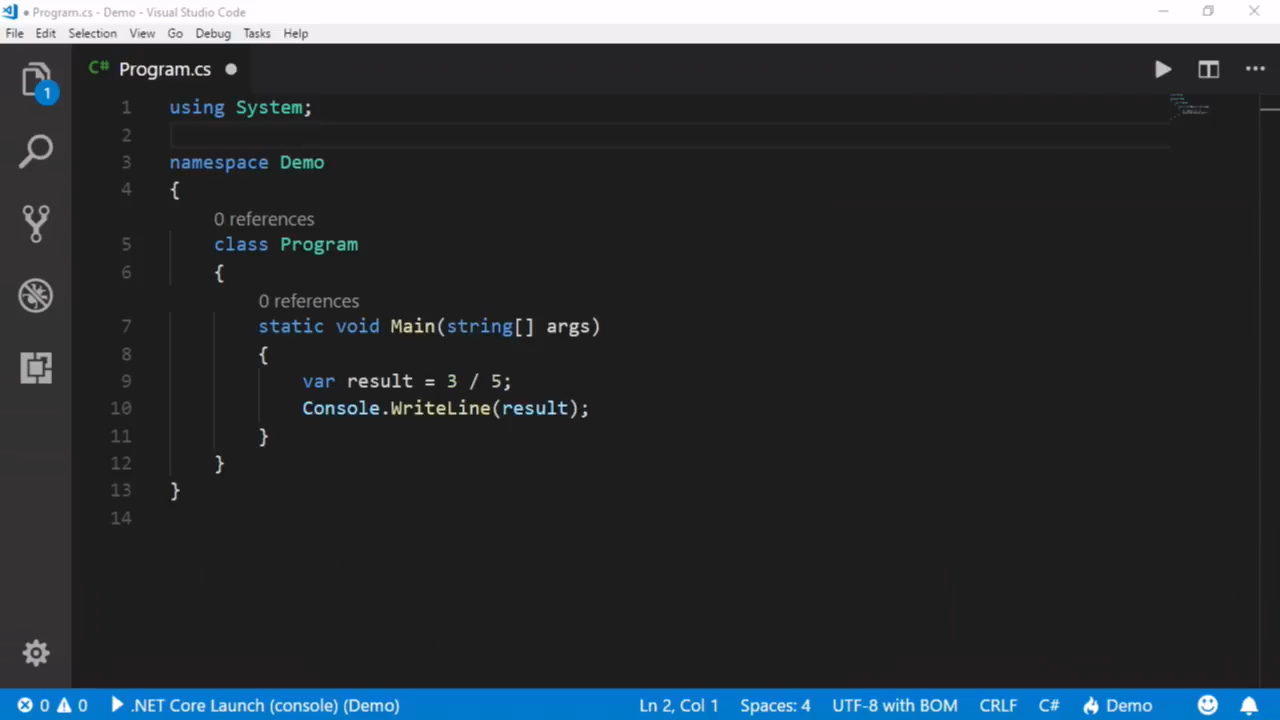 ● Program.cs - Demo - Visual Studio Code
File Edit Selection View Go Debug Tasks Help
1
C# Program.cs ●
1 using System;
2
3 namespace Demo
4 {
0 references
5 class Program
6 {
0 references
7 static void Main(string[] args)
8 {
9 var result = 3 / 5;
10 Console.WriteLine(result);
11 }
12 }
13 }
14
0 0 .NET Core Launch (console) (Demo) Ln 2, Col 1 Spaces: 4 UTF-8 with BOM CRLF C# Demo